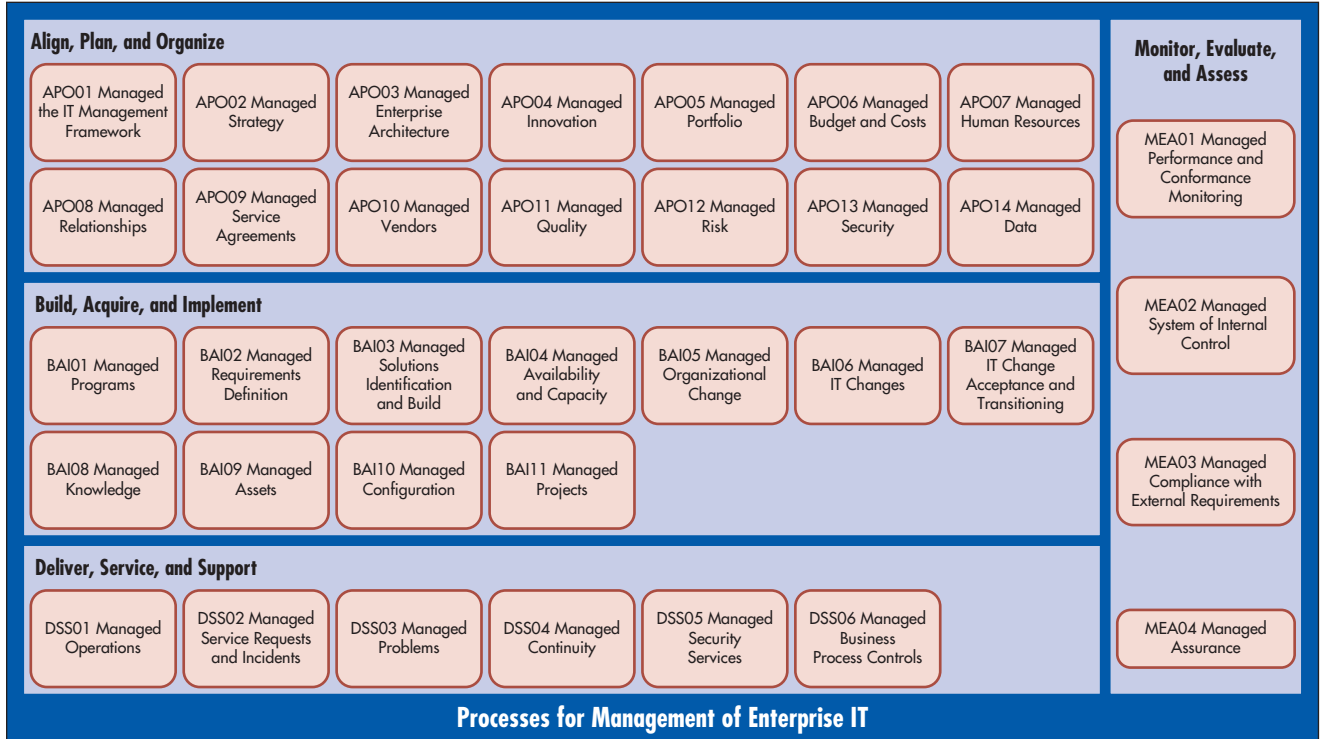 Align, Plan, and Organize
APO01 Managed
the IT Management
Framework
APO02 Managed
Strategy
APO03 Managed
Enterprise
Architecture
APO04 Managed
Innovation
APO05 Managed
Portfolio
APO06 Managed
Budget and Costs
APO07 Managed
Human Resources
APO08 Managed
Relationships
APO09 Managed
Service
Agreements
APO10 Managed
Vendors
APO11 Managed
Quality
APO12 Managed
Risk
APO13 Managed
Security
APO14 Managed
Data
Build, Acquire, and Implement
BAI01 Managed
Programs
BAI02 Managed
Requirements
Definition
BAI03 Managed
Solutions
Identification
and Build
BAI04 Managed
Availability
and Capacity
BAI05 Managed
Organizational
Change
BAI06 Managed
IT Changes
BAI07 Managed
IT Change
Acceptance and
Transitioning
BAI08 Managed
Knowledge
BAI09 Managed
Assets
BAI10 Managed
Configuration
BAI11 Managed
Projects
Deliver, Service, and Support
DSS01 Managed
Operations
DSS02 Managed
Service Requests
and Incidents
DSS03 Managed
Problems
DSS04 Managed
Continuity
DSS05 Managed
Security
Services
DSS06 Managed
Business
Process Controls
Monitor, Evaluate,
and Assess
MEA01 Managed
Performance and
Conformance
Monitoring
MEA02 Managed
System of Internal
Control
MEA03 Managed
Compliance with
External Requirements
MEA04 Managed
Assurance
Processes for Management of Enterprise IT